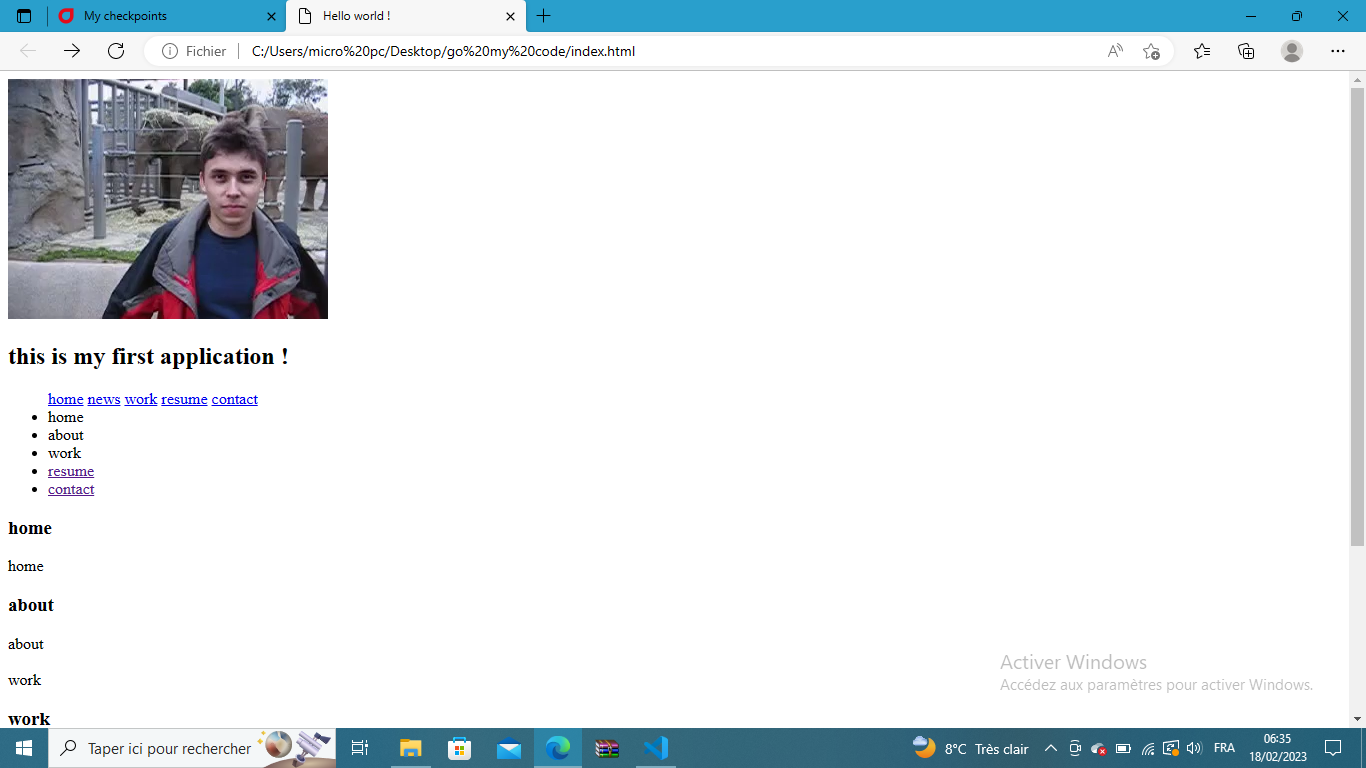 My checkpoints
Hello world !
Fichier
C:/Users/micro%20pc/Desktop/go%20my%20code/index.html
this is my first application !
home news work resume contact
home
about
work
resume
contact
home
home
about
about
work
work
Activer Windows
Accédez aux paramètres pour activer Windows.
Taper ici pour rechercher
8°C Très clair
FRA
06:35
18/02/2023